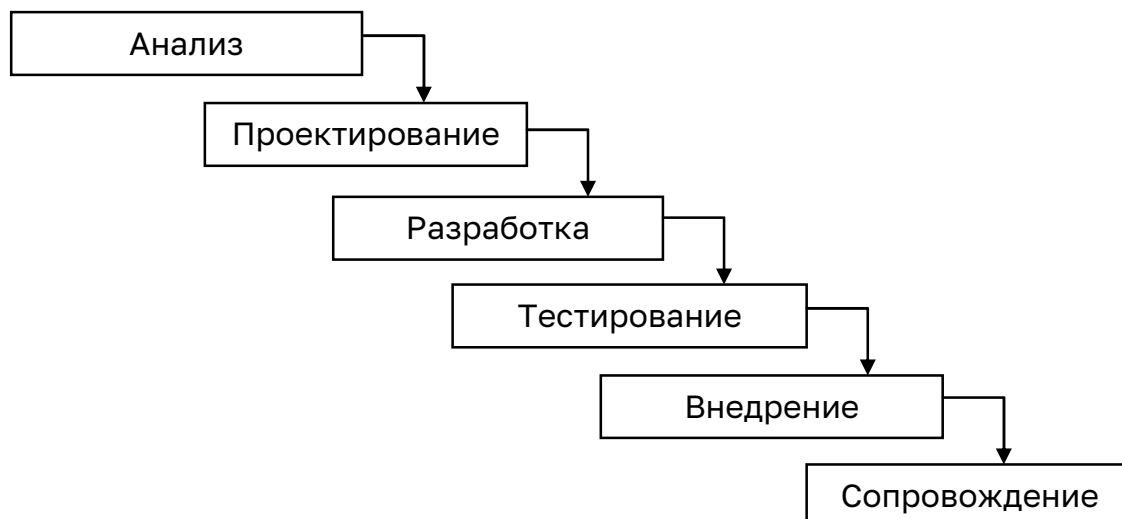 Анализ
Проектирование
Разработка
Тестирование
Внедрение
Сопровождение